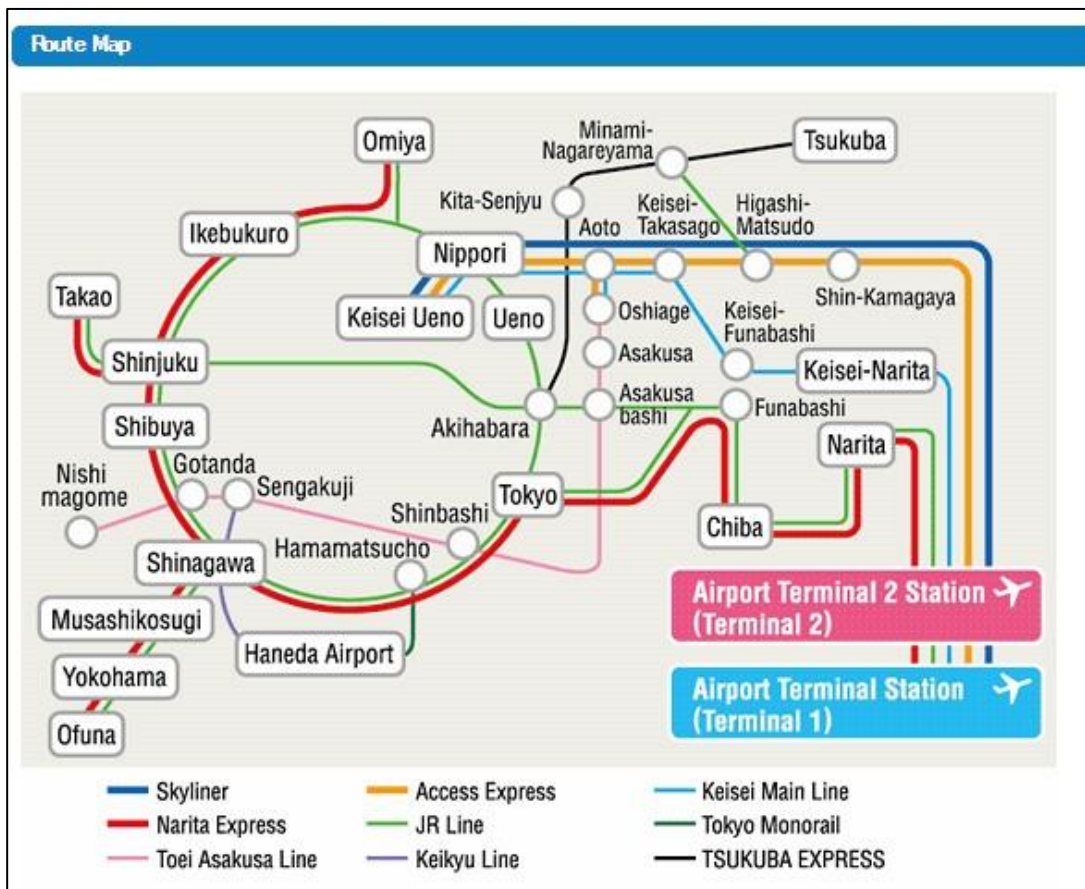 Route Map
Omiya
Minami-
Nagareyama
Tsukuba
Kita-Senjyu
Keisei-
Takasago
Higashi-
Matsudo
Ikebukuro
Nippori
Aoto
Takao
Keisei Ueno
Ueno
Oshiage
Shin-Kamagaya
Keisei-
Funabashi
Shinjuku
Asakusa
Keisei-Narita
Shibuya
Akihabara
Asakusa
bashi
Funabashi
Narita
Nishi
magome
Gotanda
Sengakuji
Tokyo
Shinbashi
Chiba
Shinagawa
Hamamatsucho
Musashikosugi
Haneda Airport
Yokohama
Ofuna
Airport Terminal 2 Station
(Terminal 2)
Airport Terminal Station
(Terminal 1)
Skyliner
Access Express
Keisei Main Line
Narita Express
JR Line
Tokyo Monorail
Toei Asakusa Line
Keikyu Line
TSUKUBA EXPRESS